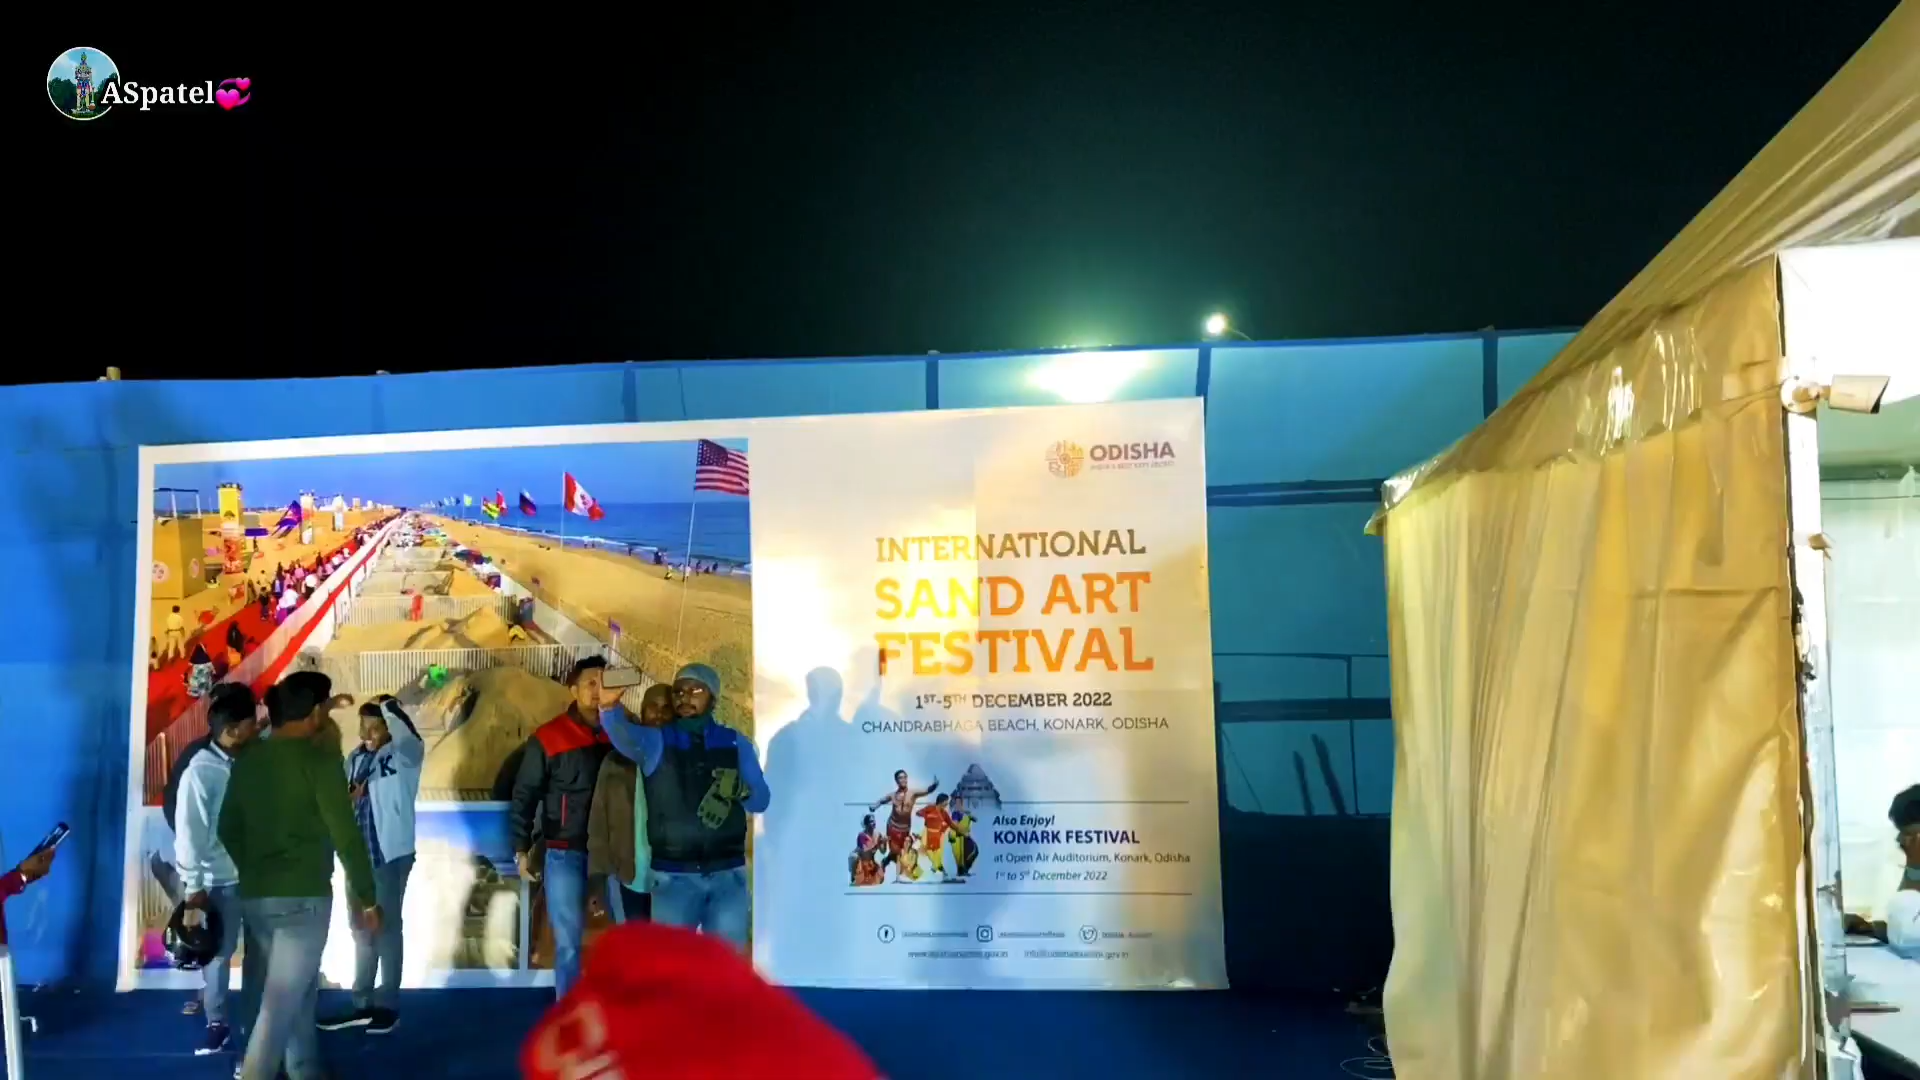 ASpatel💞
ODISHA
INTERNATIONAL
SAND ART
FESTIVAL
1ST-5TH DECEMBER 2022
CHANDRABHAGA BEACH, KONARK, ODISHA
Also Enjoy!
KONARK FESTIVAL
at Open Air Auditorium, Konark, Odisha
1st to 5th December 2022
K